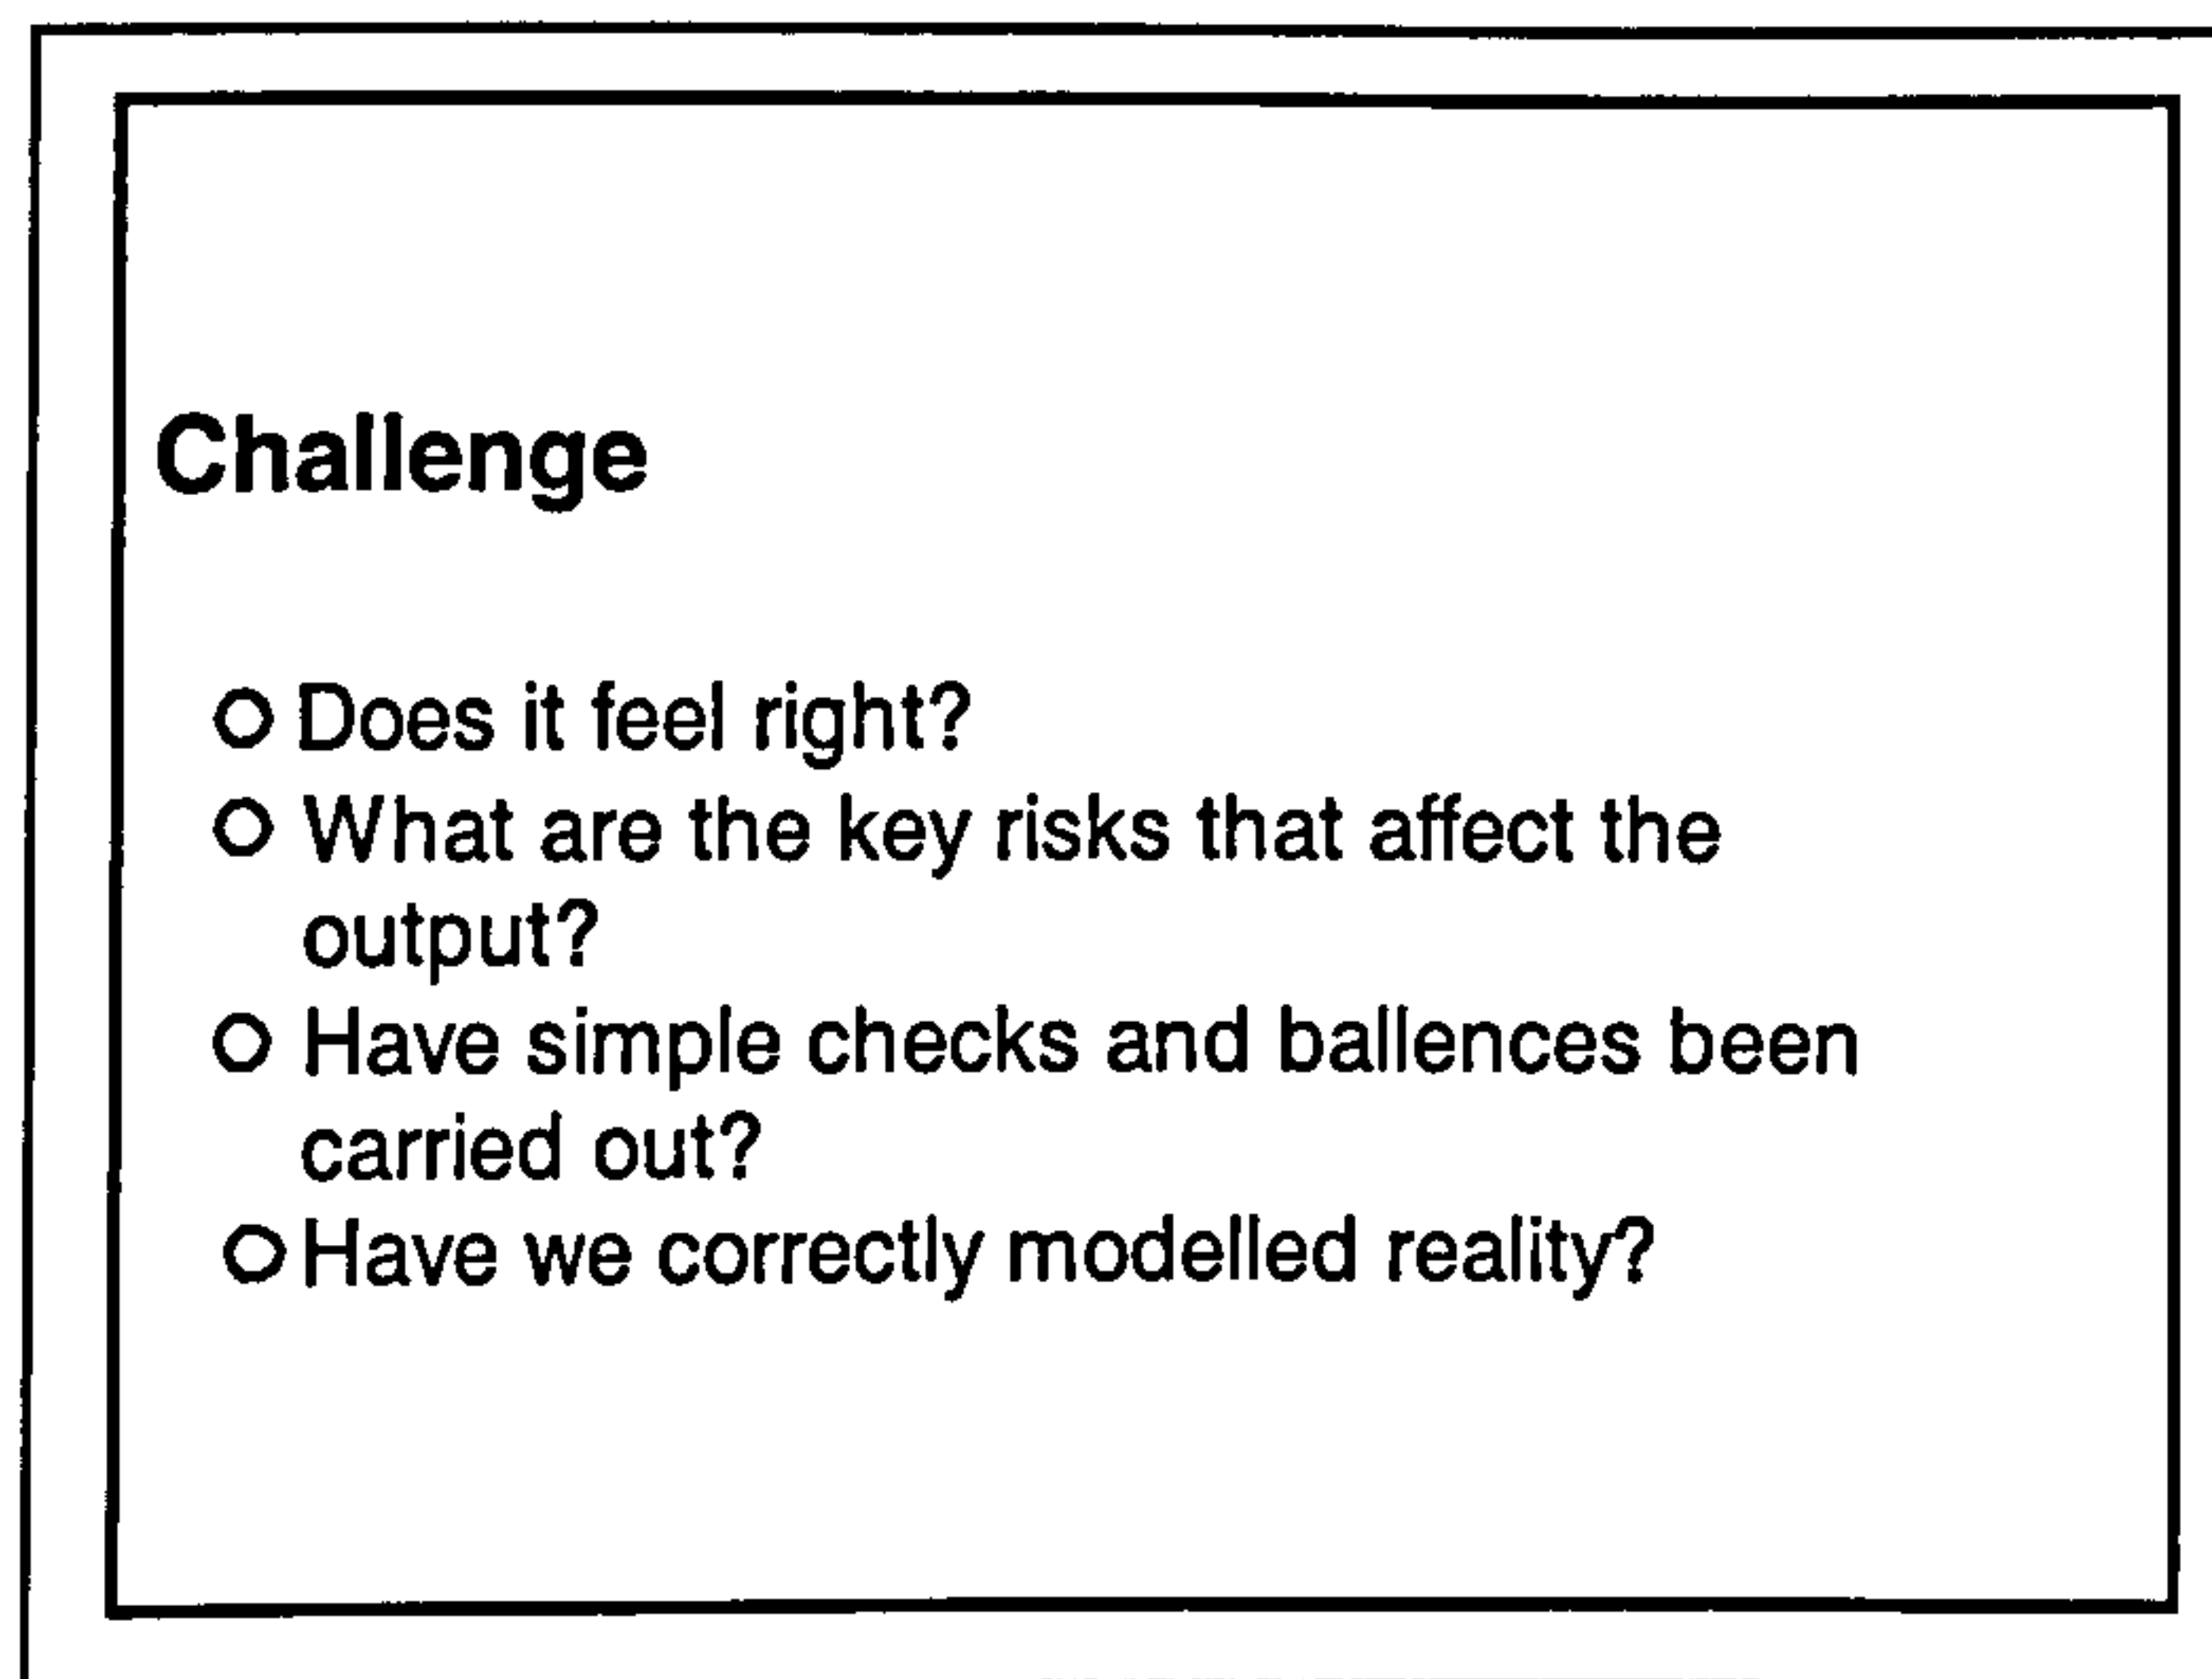 Challenge
Does it feel right?
What are the key risks that affect the
output?
Have simple checks and ballences been
carried out?
Have we correctly modelled reality?